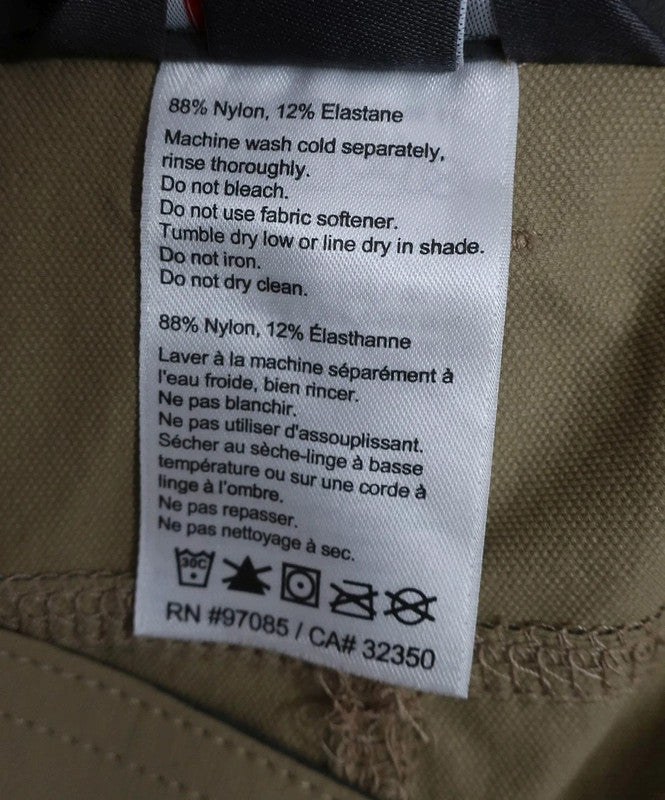 88% Nylon, 12% Elastane
Machine wash cold separately,
rinse thoroughly.
Do not bleach.
Do not use fabric softener.
Tumble dry low or line dry in shade.
Do not iron.
Do not dry clean.
88% Nylon, 12% Élasthanne
Laver à la machine séparément à
l'eau froide, bien rincer.
Ne pas blanchir.
Ne pas utiliser d'assouplissant.
Sécher au sèche-linge à basse
température ou sur une corde à
linge à l'ombre.
Ne pas repasser.
Ne pas nettoyage à sec.
30C
RN #97085 / CA# 32350